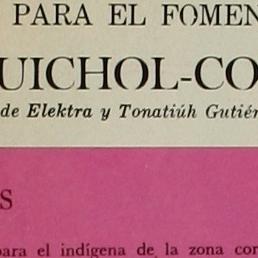 PARA EL FOMEN
UICHOL-CO
de Elektra y Tonatiúh Gutiér
S
para el indígena de la zona cor